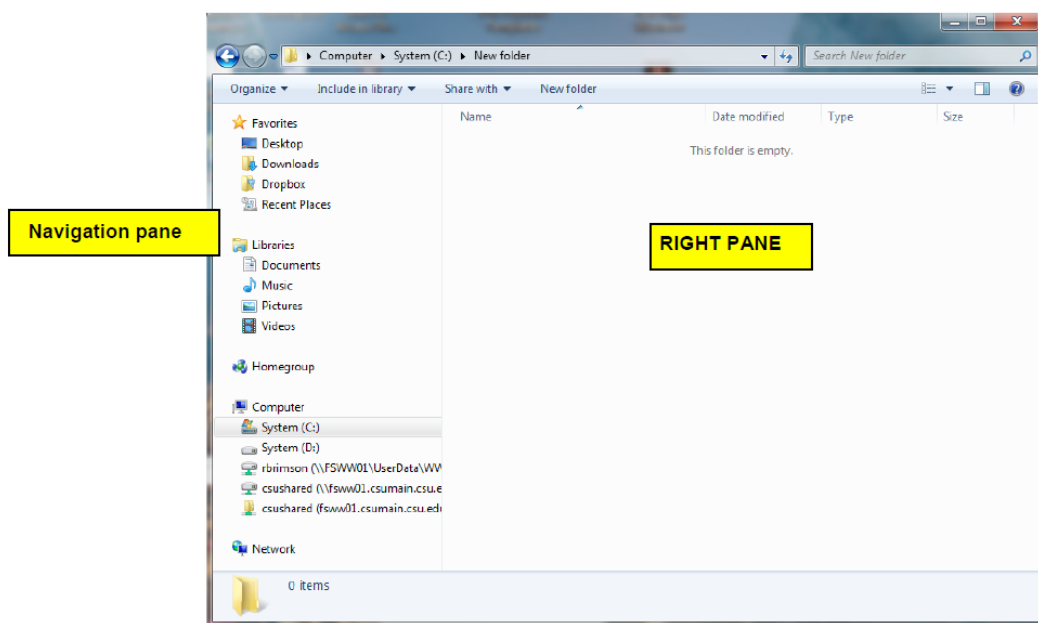 Computer System (C:) New folder
Search New folder
Organize Include in library Share with New folder
Name Date modified Type Size
This folder is empty.
Favorites
Desktop
Downloads
Dropbox
Recent Places
Navigation pane
RIGHT PANE
Libraries
Documents
Music
Pictures
Videos
Homegroup
Computer
System (C:)
System (D:)
rbrimson (\\FSWW01\UserData\WW
csushared (\\fsww01.csumain.csu.e
csushared (fsww01.csumain.csu.edu
Network
0 items